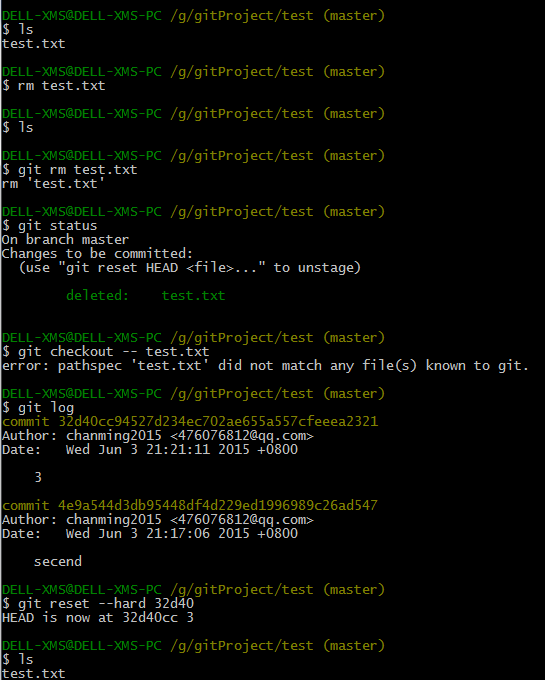 DELL-XMS@DELL-XMS-PC /g/gitProject/test (master)
$ ls
test.txt
DELL-XMS@DELL-XMS-PC /g/gitProject/test (master)
$ rm test.txt
DELL-XMS@DELL-XMS-PC /g/gitProject/test (master)
$ ls
DELL-XMS@DELL-XMS-PC /g/gitProject/test (master)
$ git rm test.txt
rm 'test.txt'
DELL-XMS@DELL-XMS-PC /g/gitProject/test (master)
$ git status
On branch master
Changes to be committed:
  (use "git reset HEAD <file>..." to unstage)
        deleted:    test.txt
DELL-XMS@DELL-XMS-PC /g/gitProject/test (master)
$ git checkout -- test.txt
error: pathspec 'test.txt' did not match any file(s) known to git.
DELL-XMS@DELL-XMS-PC /g/gitProject/test (master)
$ git log
commit 32d40cc94527d234ec702ae655a557cfeeea2321
Author: chanming2015 <476076812@qq.com>
Date:   Wed Jun 3 21:21:11 2015 +0800
    3
commit 4e9a544d3db95448df4d229ed1996989c26ad547
Author: chanming2015 <476076812@qq.com>
Date:   Wed Jun 3 21:17:06 2015 +0800
    secend
DELL-XMS@DELL-XMS-PC /g/gitProject/test (master)
$ git reset --hard 32d40
HEAD is now at 32d40cc 3
DELL-XMS@DELL-XMS-PC /g/gitProject/test (master)
$ ls
test.txt